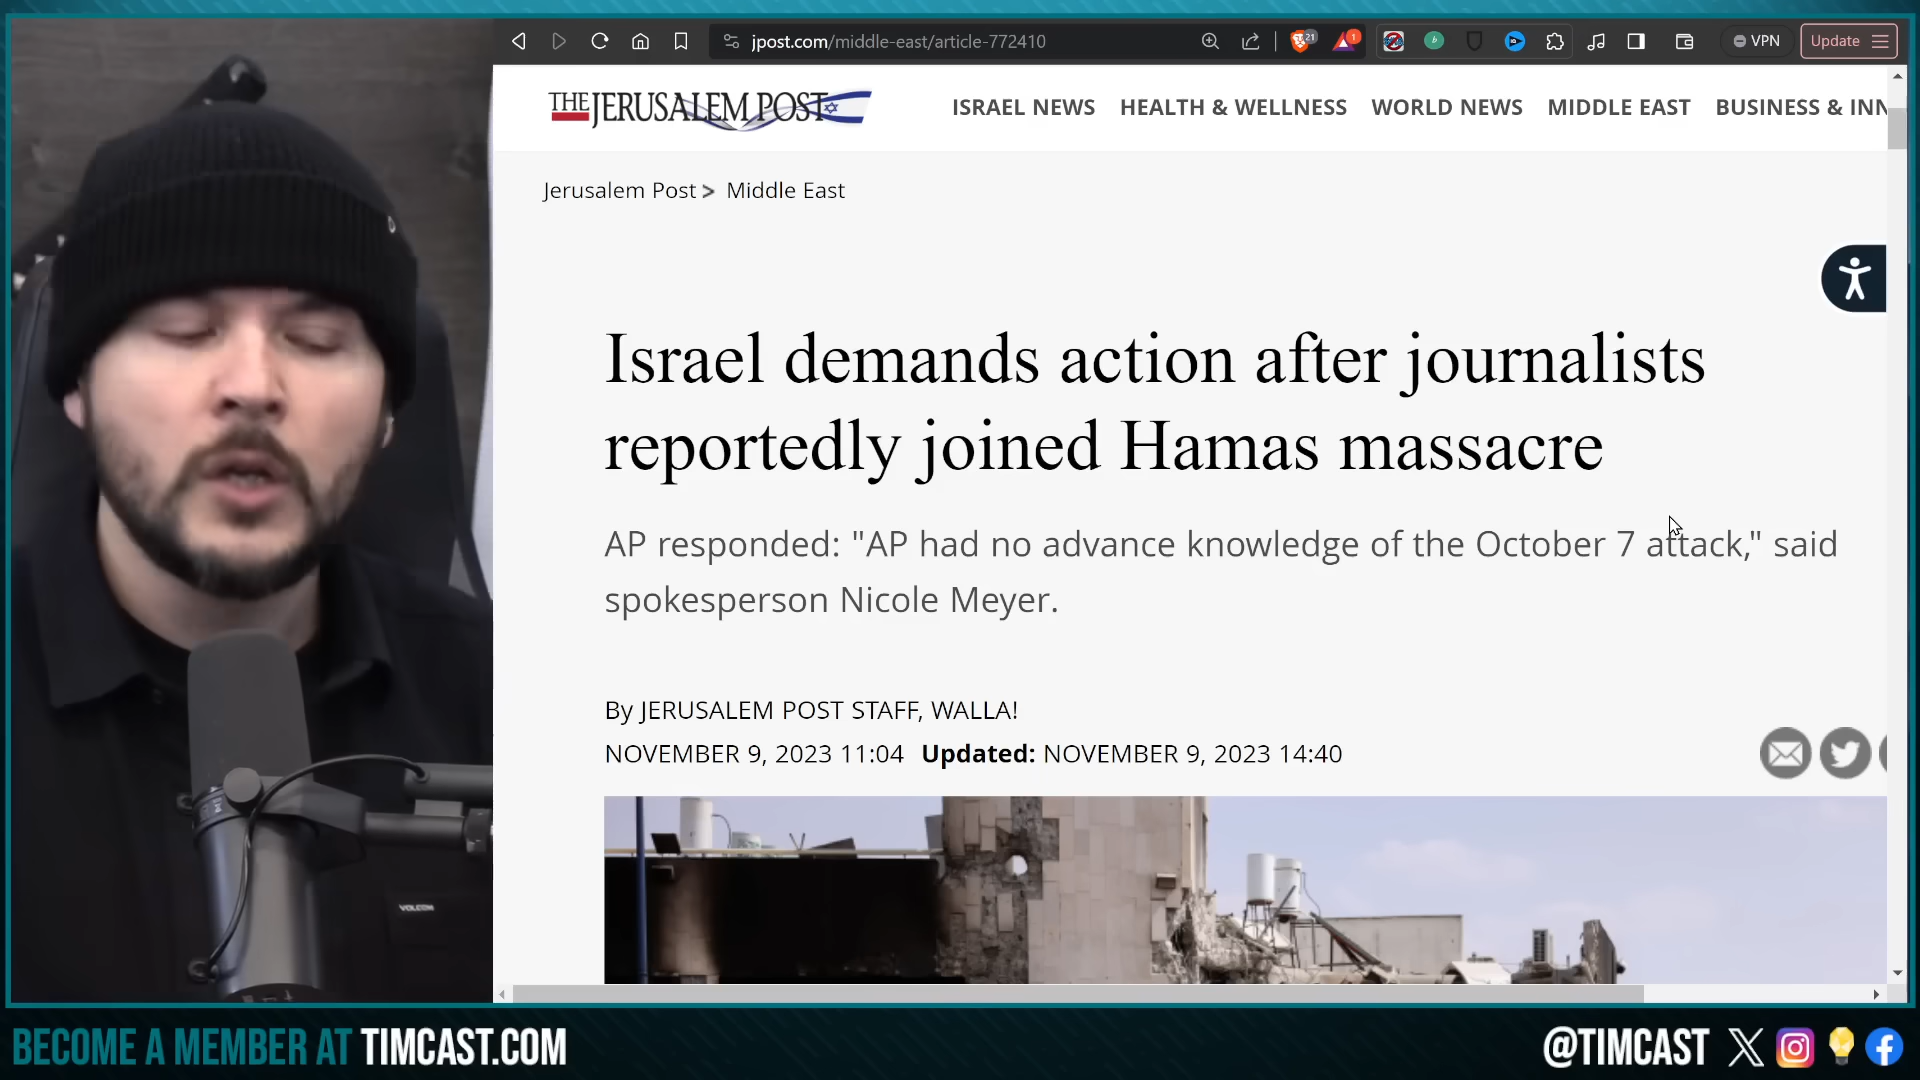 jpost.com/middle-east/article-772410
21
1
VPN
Update
THE JERUSALEM POST
ISRAEL NEWS
HEALTH & WELLNESS
WORLD NEWS
MIDDLE EAST
BUSINESS & INN
Jerusalem Post > Middle East
Israel demands action after journalists
reportedly joined Hamas massacre
AP responded: "AP had no advance knowledge of the October 7 attack," said
spokesperson Nicole Meyer.
By JERUSALEM POST STAFF, WALLA!
NOVEMBER 9, 2023 11:04 Updated: NOVEMBER 9, 2023 14:40
VOLCOM
BECOME A MEMBER AT TIMCAST.COM
@TIMCAST